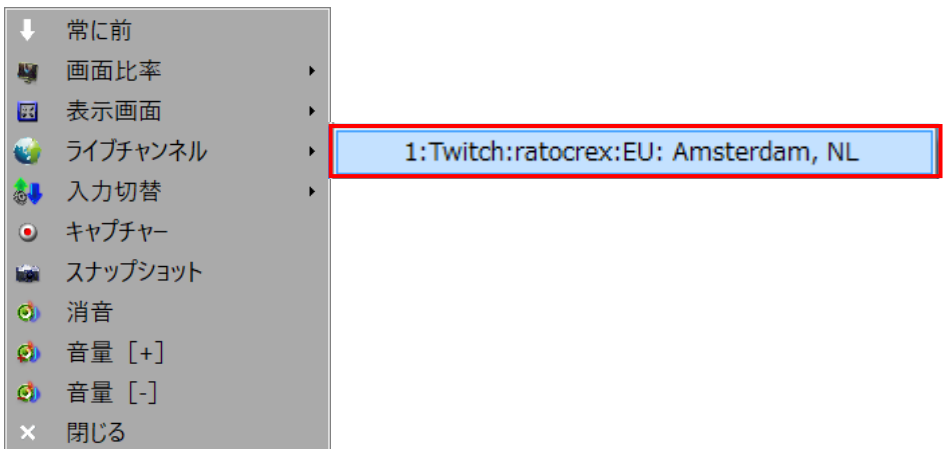 常に前
画面比率
表示画面
ライブチャンネル
1:Twitch:ratocrex:EU: Amsterdam, NL
入力切替
キャプチャー
スナップショット
消音
音量 [+]
音量 [-]
閉じる